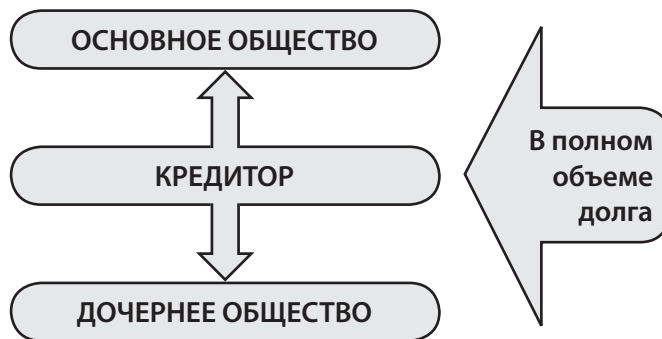 ОСНОВНОЕ ОБЩЕСТВО
КРЕДИТОР
ДОЧЕРНЕЕ ОБЩЕСТВО
В полном
объеме
долга